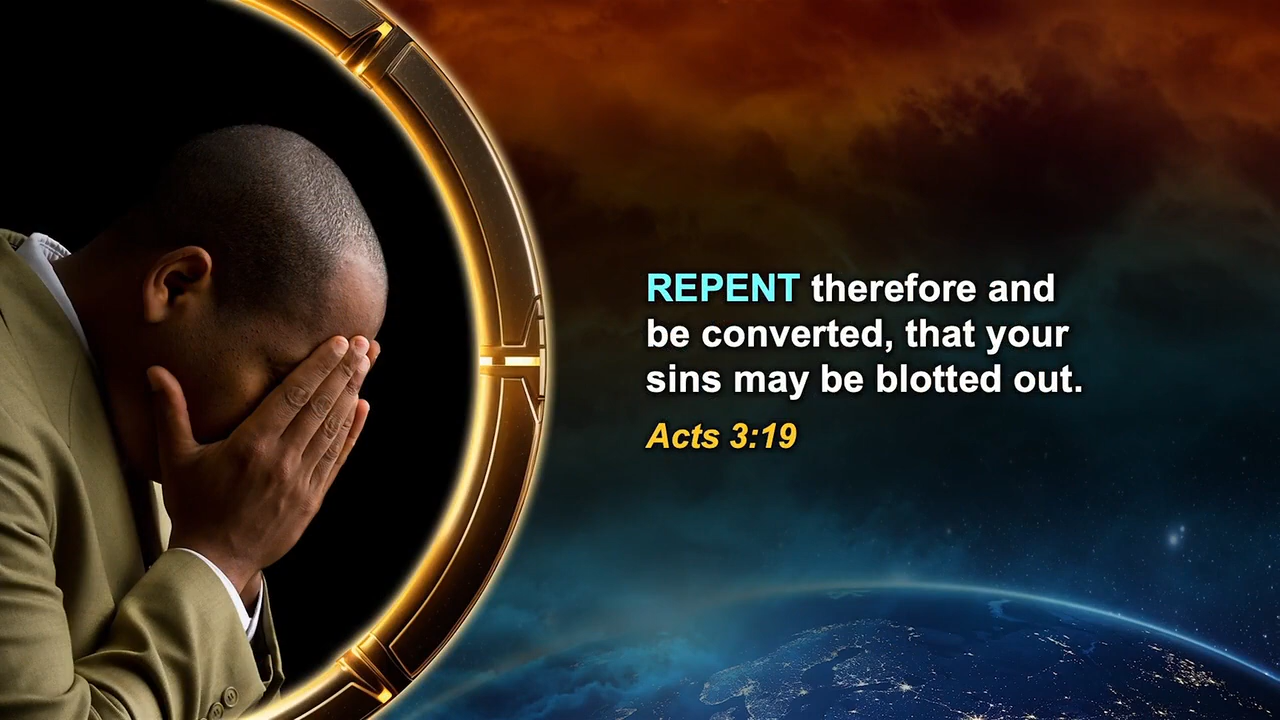 REPENT therefore and
be converted, that your
sins may be blotted out.
Acts 3:19